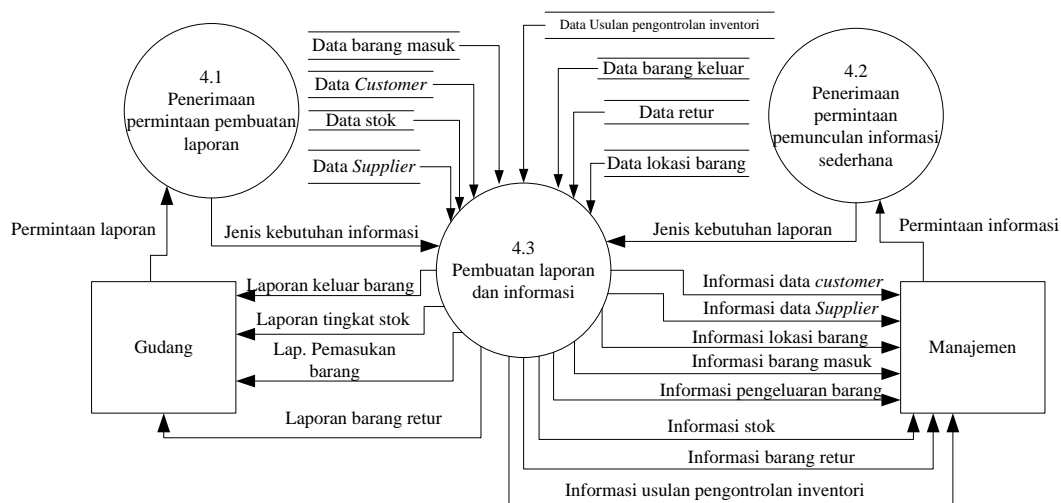 Data Usulan pengontrolan inventori
Data barang masuk
Data Customer
Data stok
Data Supplier
Data barang keluar
Data retur
Data lokasi barang
4.1
Penerimaan
permintaan pembuatan
laporan
4.2
Penerimaan
permintaan
pemunculan informasi
sederhana
Permintaan laporan
Jenis kebutuhan informasi
Jenis kebutuhan laporan
Permintaan informasi
4.3
Pembuatan laporan
dan informasi
Gudang
Laporan keluar barang
Laporan tingkat stok
Lap. Pemasukan
barang
Laporan barang retur
Informasi data customer
Informasi data Supplier
Informasi lokasi barang
Informasi barang masuk
Informasi pengeluaran barang
Informasi stok
Informasi barang retur
Informasi usulan pengontrolan inventori
Manajemen